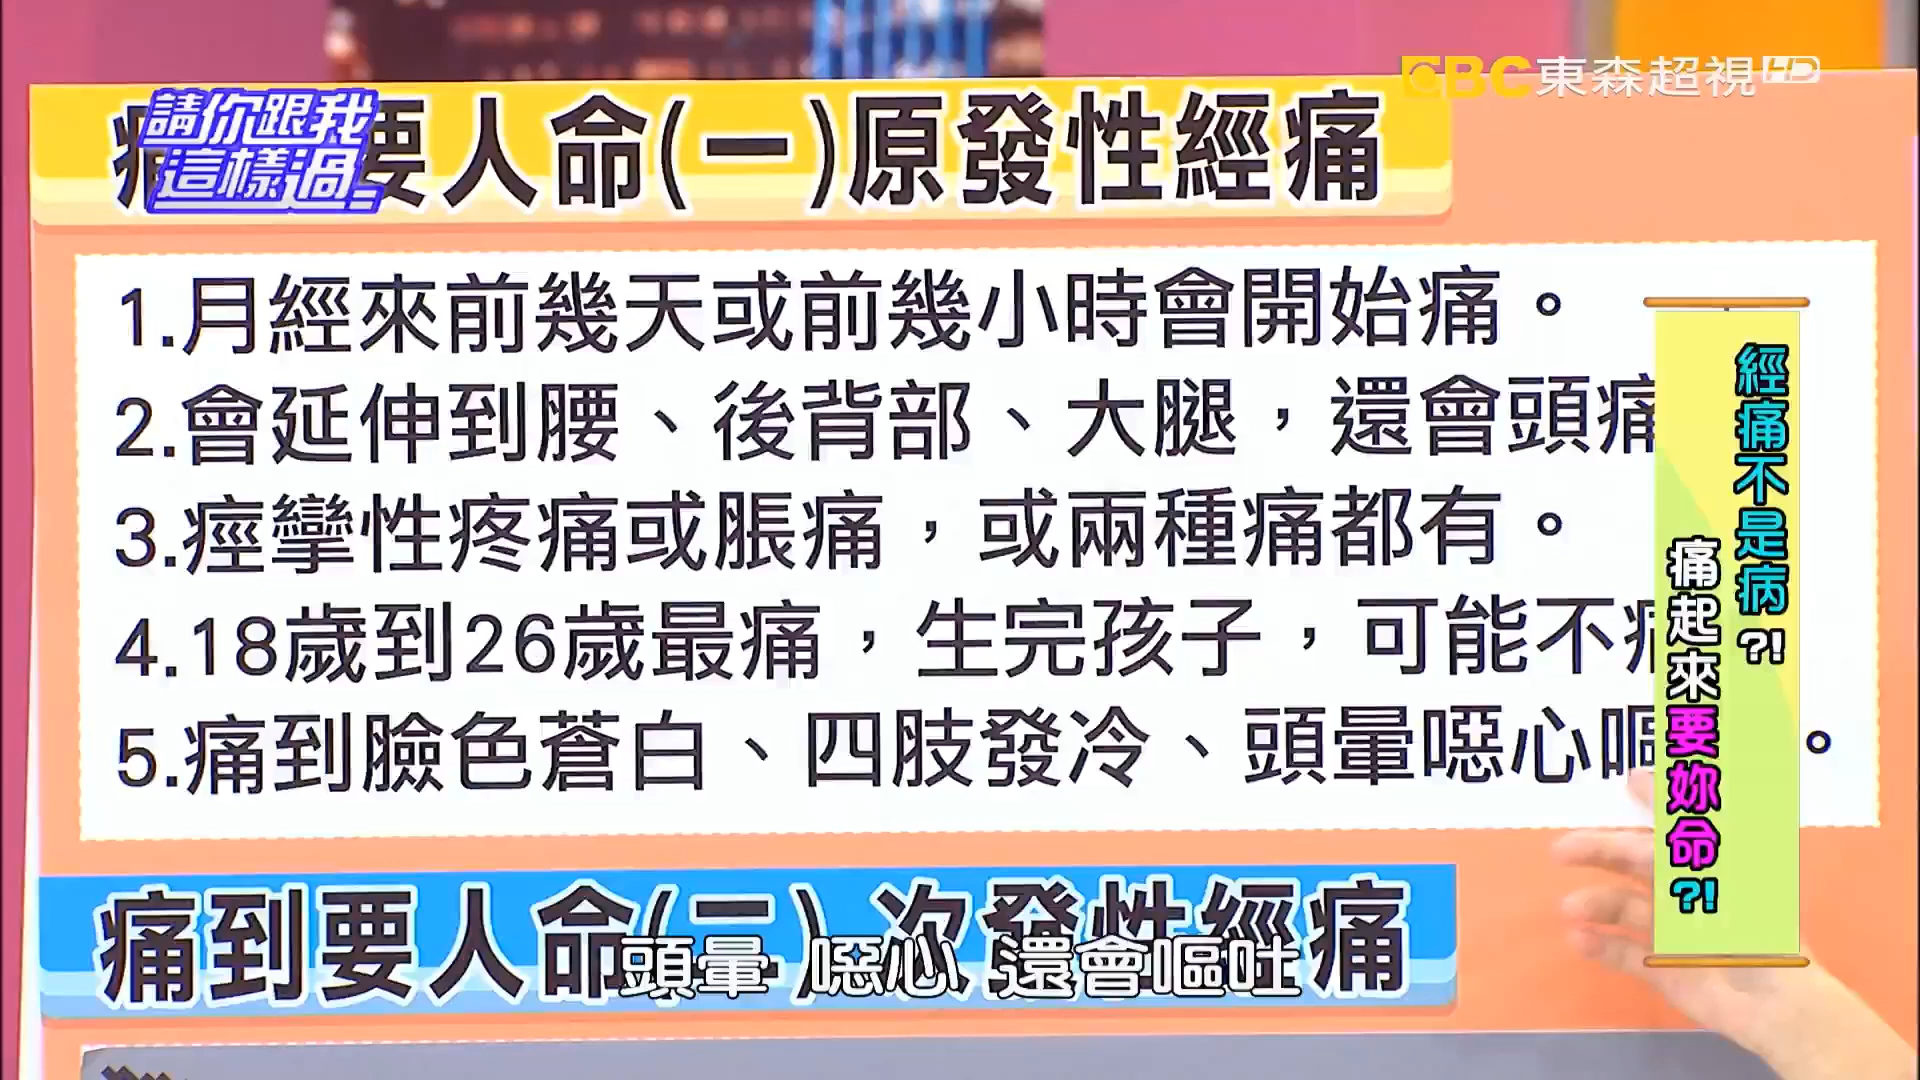 EBC東森超視HD
請你跟我
這樣過
要人命(一)原發性經痛
1.月經來前幾天或前幾小時會開始痛。
2.會延伸到腰、後背部、大腿，還會頭痛
3.痙攣性疼痛或脹痛，或兩種痛都有。
4.18歲到26歲最痛，生完孩子，可能不
5.痛到臉色蒼白、四肢發冷、頭暈噁心嘔。
經痛不是病?!
痛起來要妳命?!
痛到要人命(二)次發性經痛
頭暈 噁心 還會嘔吐